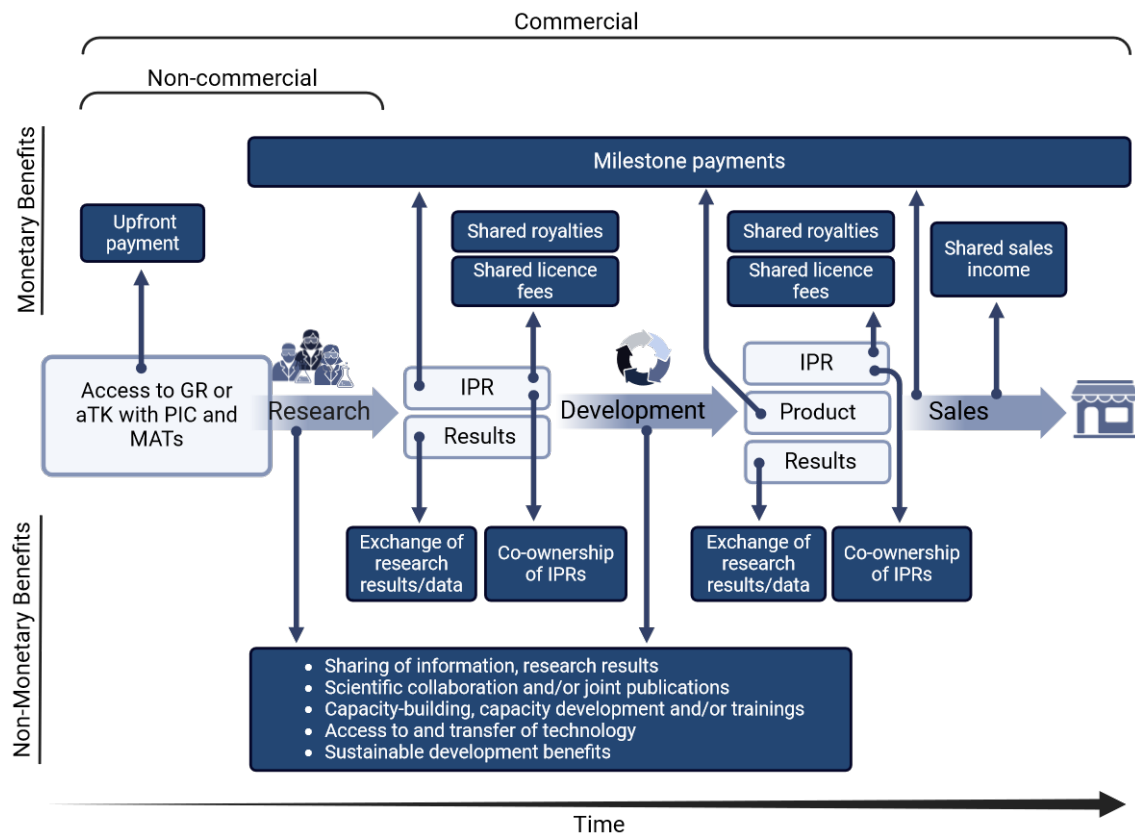 Commercial
Non-commercial
Monetary Benefits
Milestone payments
Upfront
payment
Shared royalties
Shared licence
fees
Shared royalties
Shared licence
fees
Shared sales
income
Access to GR or
aTK with PIC and
MATs
Research
IPR
Results
Development
IPR
Product
Results
Sales
Non-Monetary Benefits
Exchange of
research
results/data
Co-ownership
of IPRs
Exchange of
research
results/data
Co-ownership
of IPRs
• Sharing of information, research results
• Scientific collaboration and/or joint publications
• Capacity-building, capacity development and/or trainings
• Access to and transfer of technology
• Sustainable development benefits
Time